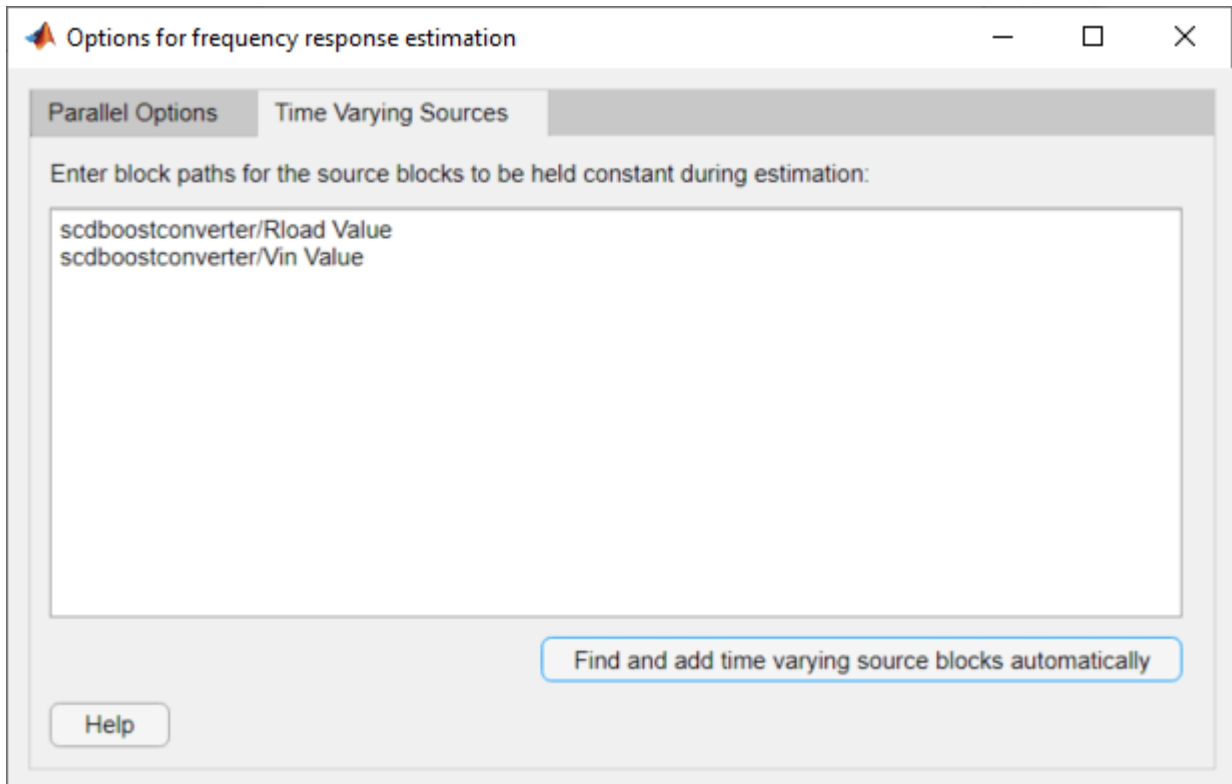 Options for frequency response estimation
Parallel Options
Time Varying Sources
Enter block paths for the source blocks to be held constant during estimation:
scdboostconverter/Rload Value
scdboostconverter/Vin Value
Find and add time varying source blocks automatically
Help